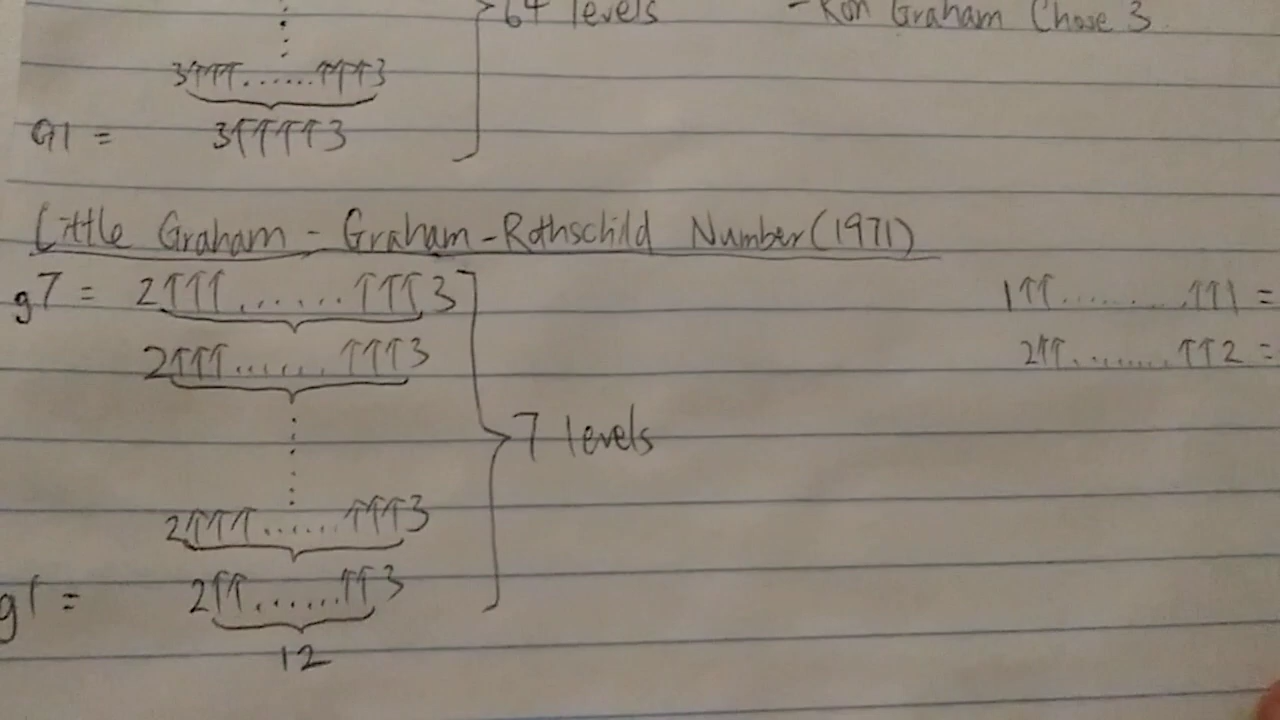 64 levels - Ron Graham Chose 3
3↑↑↑......↑↑↑3
G1 = 3↑↑↑↑3
Little Graham - Graham-Rothschild Number (1971)
g7 = 2↑↑↑......↑↑↑3
1↑↑..........↑↑1 =
2↑↑↑......↑↑↑3
2↑↑........↑↑2 =
7 levels
2↑↑↑......↑↑↑3
g1 = 2↑↑......↑↑3
12